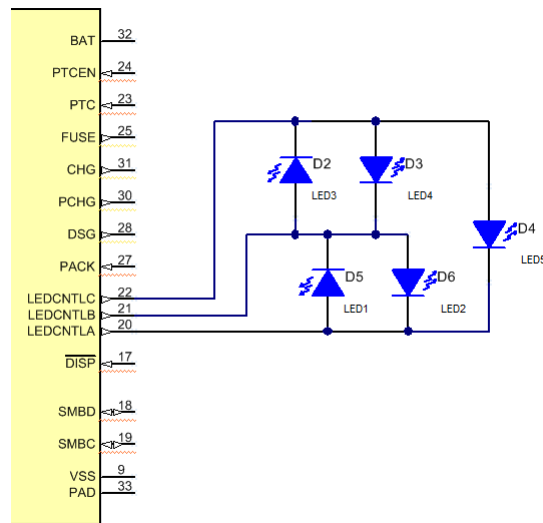 BAT 32
PTCEN 24
PTC 23
FUSE 25
CHG 31
PCHG 30
DSG 28
PACK 27
LEDCNTLC 22
LEDCNTLB 21
LEDCNTLA 20
DISP 17
SMBD 18
SMBC 19
VSS 9
PAD 33
D2
LED3
D3
LED4
D4
LED5
D5
LED1
D6
LED2